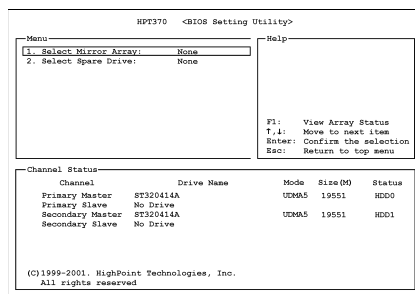 HPT370 <BIOS Setting Utility>
Menu
Help
1. Select Mirror Array: None
2. Select Spare Drive: None
F1: View Array Status
↑,↓: Move to next item
Enter: Confirm the selection
Esc: Return to top menu
Channel Status
Channel Drive Name Mode Size(M) Status
Primary Master ST320414A UDMA5 19551 HDD0
Primary Slave No Drive
Secondary Master ST320414A UDMA5 19551 HDD1
Secondary Slave No Drive
(C)1999-2001. HighPoint Technologies, Inc.
All rights reserved